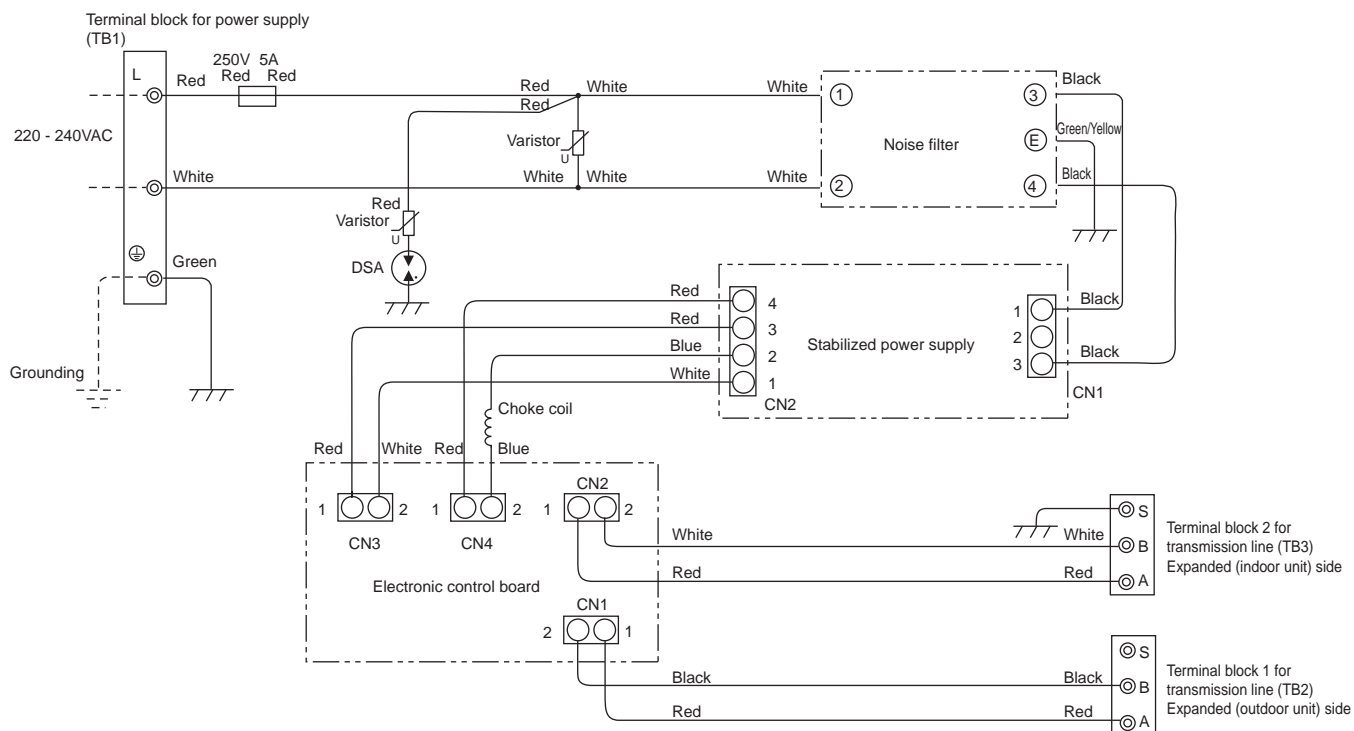 Terminal block for power supply
(TB1)
L
Red
250V 5A
Red Red
Red
Red
White
White
1
3
Black
220 - 240VAC
Varistor
U
Noise filter
Green/Yellow
E
White
White
White
White
2
4
Black
Red
Varistor
U
Green
DSA
Red
4
Red
3
Blue
2
White
1
CN2
Stabilized power supply
1
Black
2
3
Black
CN1
Grounding
Choke coil
Red
White
Red
Blue
1
2
CN3
1
2
CN4
CN2
1
2
White
White
Red
Red
S
B
A
Terminal block 2 for
transmission line (TB3)
Expanded (indoor unit) side
Electronic control board
CN1
2
1
Black
Black
Red
Red
S
B
A
Terminal block 1 for
transmission line (TB2)
Expanded (outdoor unit) side